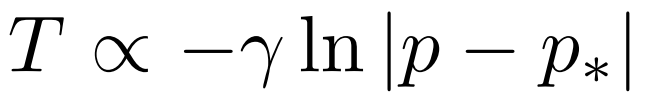 T ∝ −γ ln |p − p_*|